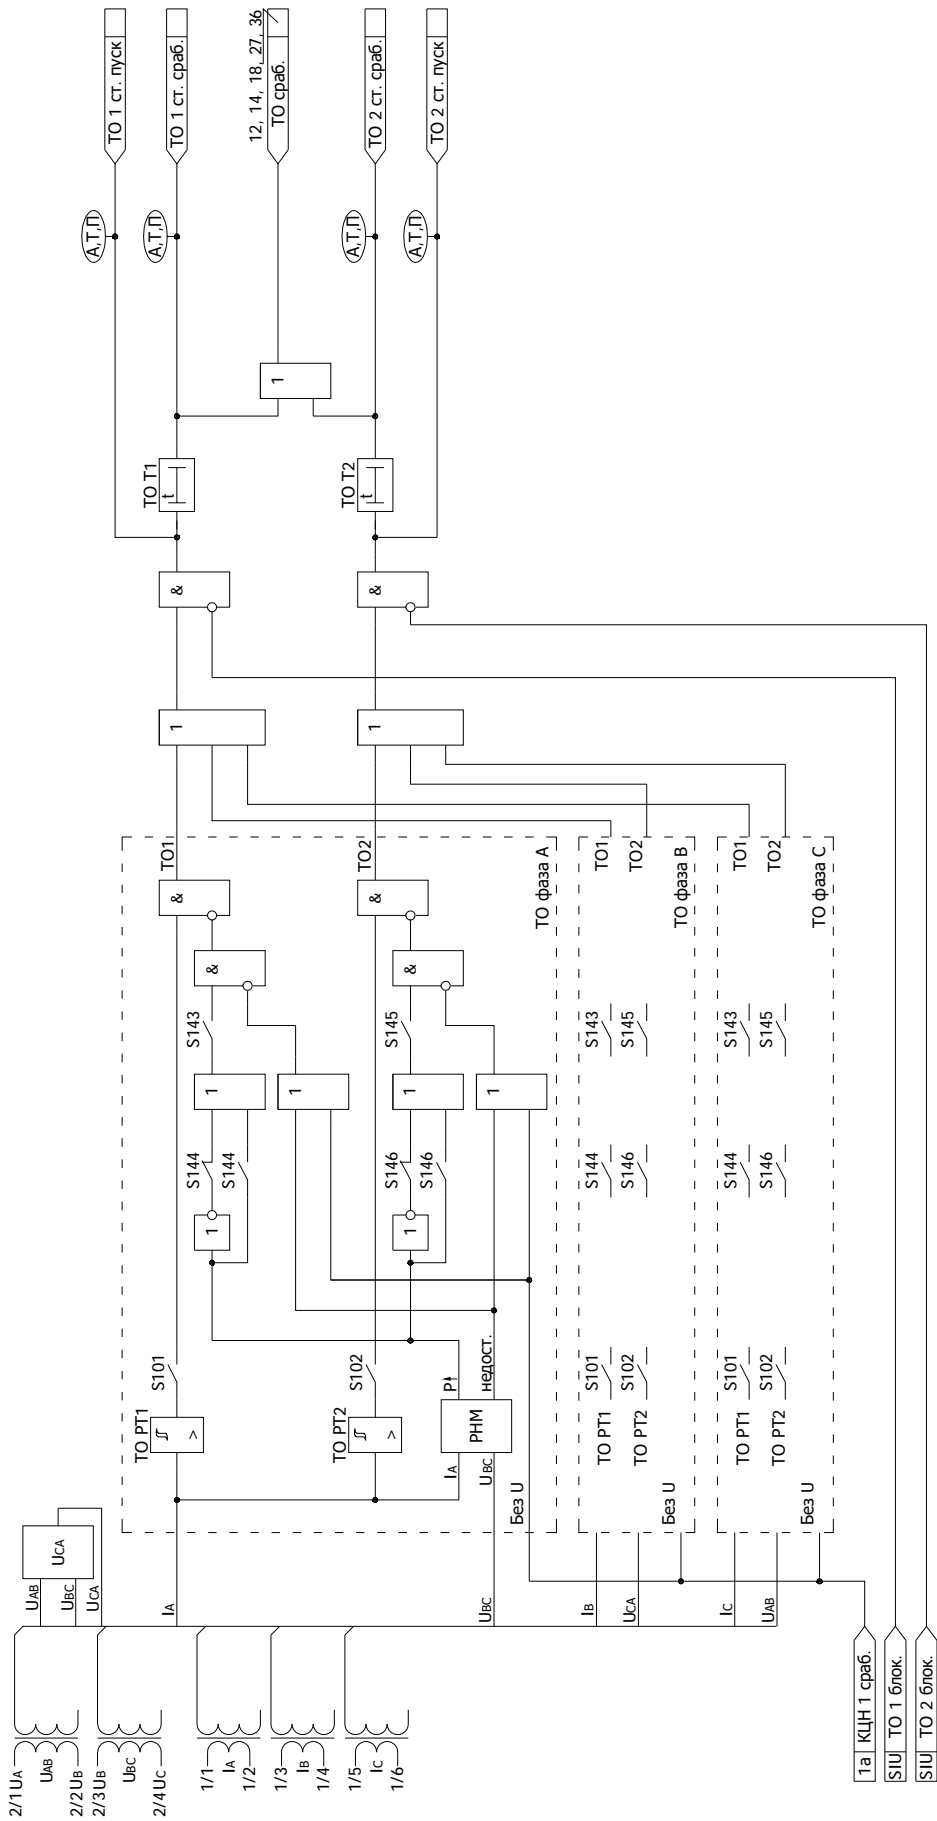 ТО 1 ст. пуск
ТО 1 ст. сраб.
12, 14, 18, 27, 36
ТО сраб.
ТО 2 ст. сраб.
ТО 2 ст. пуск
А,Т,П
А,Т,П
А,Т,П
А,Т,П
1
ТО Т1
t
ТО Т2
t
&
&
1
1
ТО1
&
&
S143
1
1
S144
S144
1
S101
ТО РТ1
>
ТО2
&
&
S145
1
1
S146
S146
1
S102
ТО РТ2
>
P
недост.
РНМ
IA
UBC
Без U
ТО фаза А
ТО1
ТО2
ТО фаза В
S143
S145
S144
S146
S101
S102
ТО РТ1
ТО РТ2
Без U
ТО1
ТО2
ТО фаза С
S143
S145
S144
S146
S101
S102
ТО РТ1
ТО РТ2
Без U
UCA
UAB
UBC
UCA
IA
UBC
IB
UCA
IC
UAB
2/1 UA
UAB
2/2 UB
2/3 UB
UBC
2/4 UC
1/1
IA
1/2
1/3
IB
1/4
1/5
IC
1/6
1а КЦН 1 сраб.
SIU ТО 1 блок.
SIU ТО 2 блок.